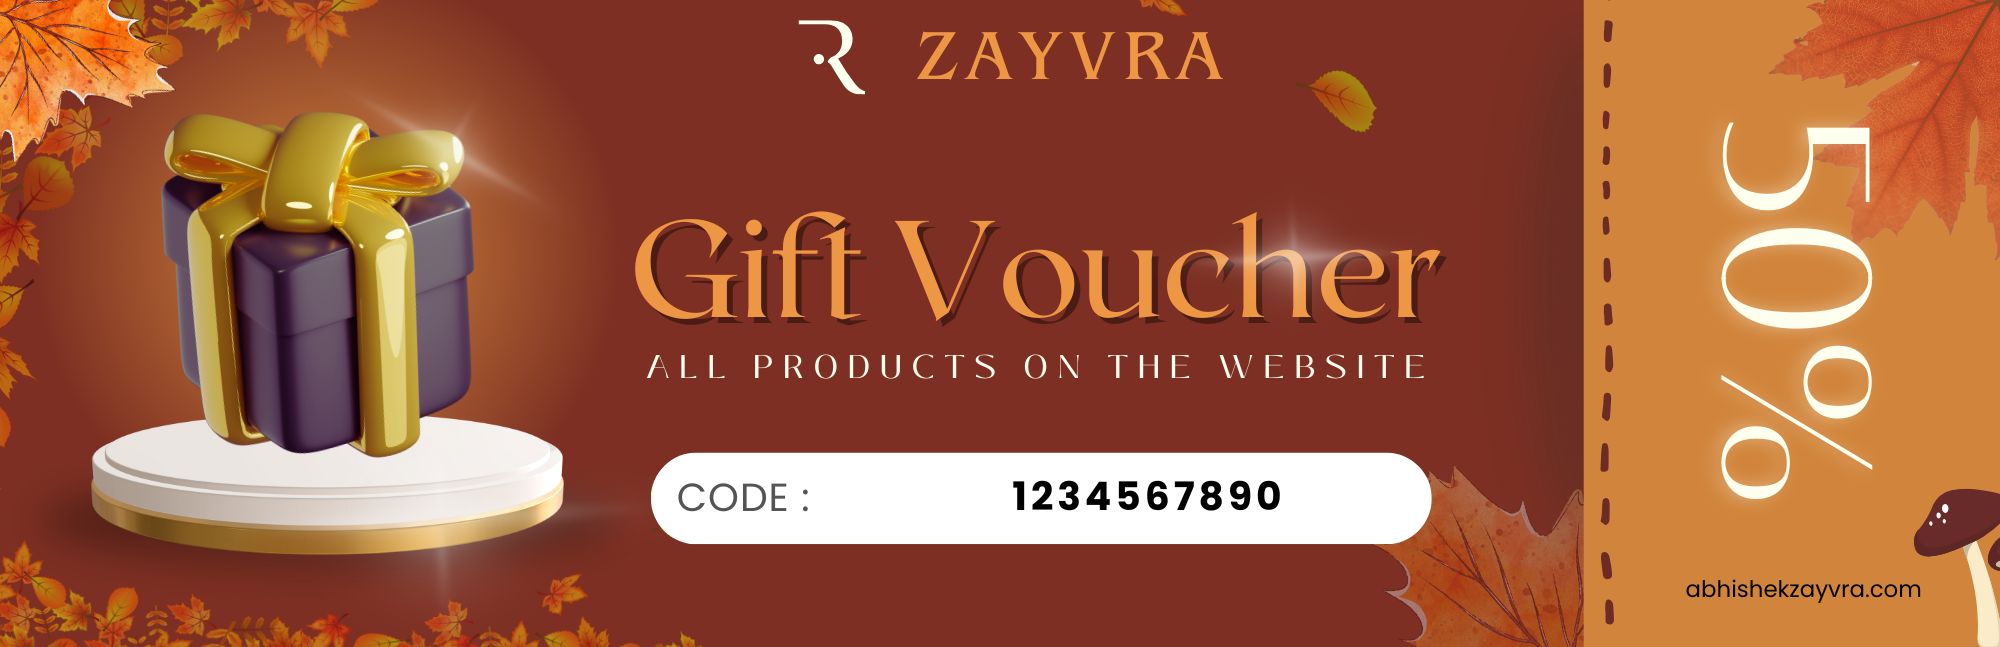 R ZAYVRA
Gift Voucher
ALL PRODUCTS ON THE WEBSITE
CODE : 1234567890
50%
abhishekzayvra.com